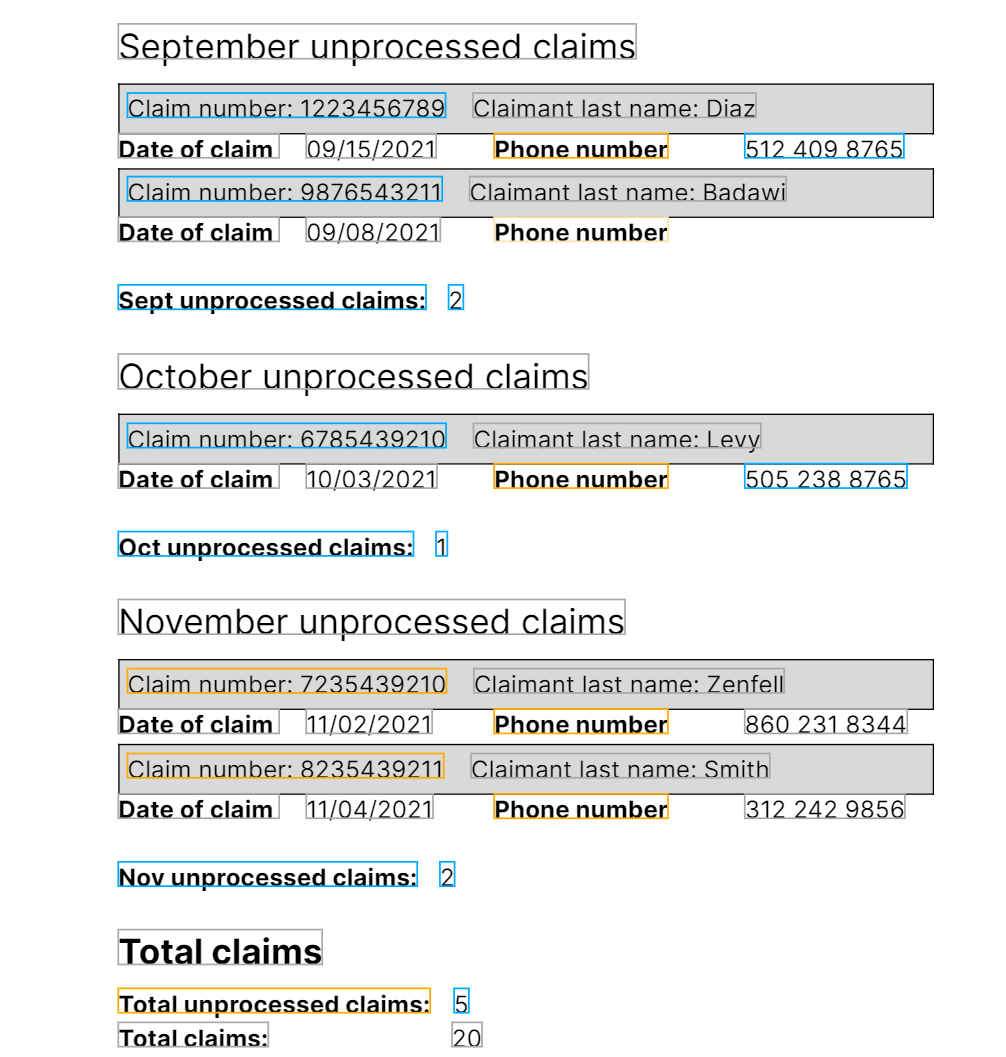 September unprocessed claims
Claim number: 1223456789 Claimant last name: Diaz
Date of claim 09/15/2021 Phone number 512 409 8765
Claim number: 9876543211 Claimant last name: Badawi
Date of claim 09/08/2021 Phone number
Sept unprocessed claims: 2
October unprocessed claims
Claim number: 6785439210 Claimant last name: Levy
Date of claim 10/03/2021 Phone number 505 238 8765
Oct unprocessed claims: 1
November unprocessed claims
Claim number: 7235439210 Claimant last name: Zenfell
Date of claim 11/02/2021 Phone number 860 231 8344
Claim number: 8235439211 Claimant last name: Smith
Date of claim 11/04/2021 Phone number 312 242 9856
Nov unprocessed claims: 2
Total claims
Total unprocessed claims: 5
Total claims: 20